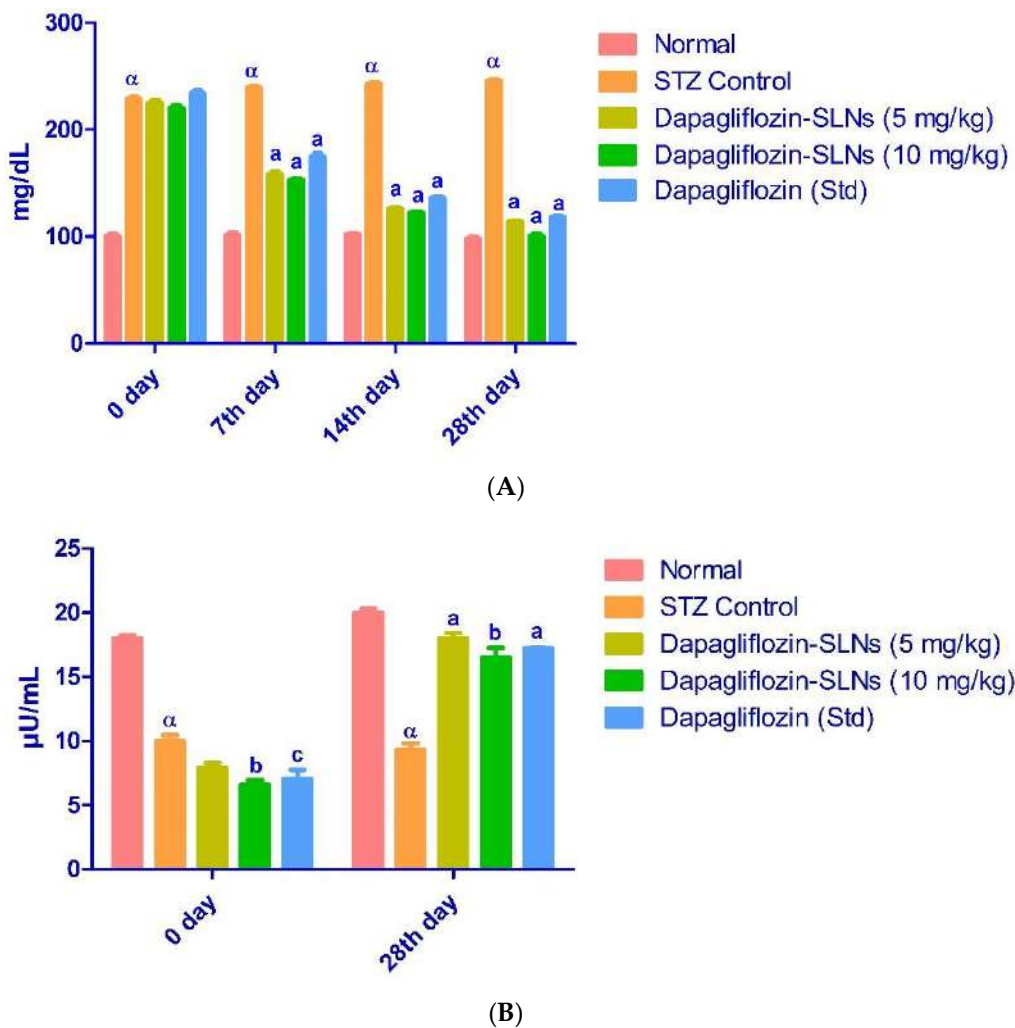 300
200
100
0
mg/dL
α
α
α
α
a
a
a
a
a
a
a
a
a
0 day
7th day
14th day
28th day
Normal
STZ Control
Dapagliflozin-SLNs (5 mg/kg)
Dapagliflozin-SLNs (10 mg/kg)
Dapagliflozin (Std)
(A)
25
20
15
10
5
0
µU/mL
α
b
c
α
a
b
a
0 day
28th day
Normal
STZ Control
Dapagliflozin-SLNs (5 mg/kg)
Dapagliflozin-SLNs (10 mg/kg)
Dapagliflozin (Std)
(B)